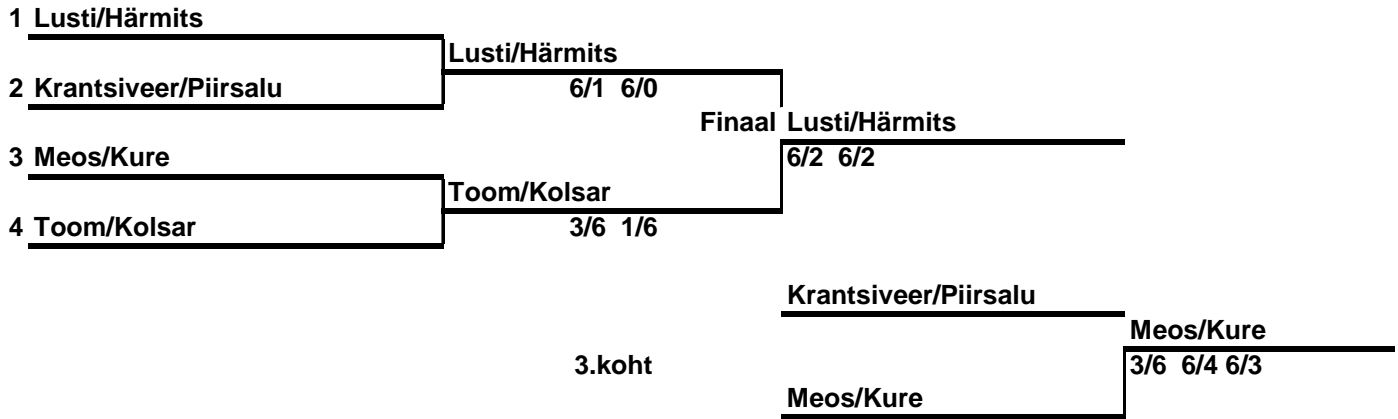 1 Lusti/Härmits
Lusti/Härmits
2 Krantsiveer/Piirsalu 6/1 6/0
Finaal Lusti/Härmits
3 Meos/Kure 6/2 6/2
Toom/Kolsar
4 Toom/Kolsar 3/6 1/6
Krantsiveer/Piirsalu
Meos/Kure
3.koht 3/6 6/4 6/3
Meos/Kure